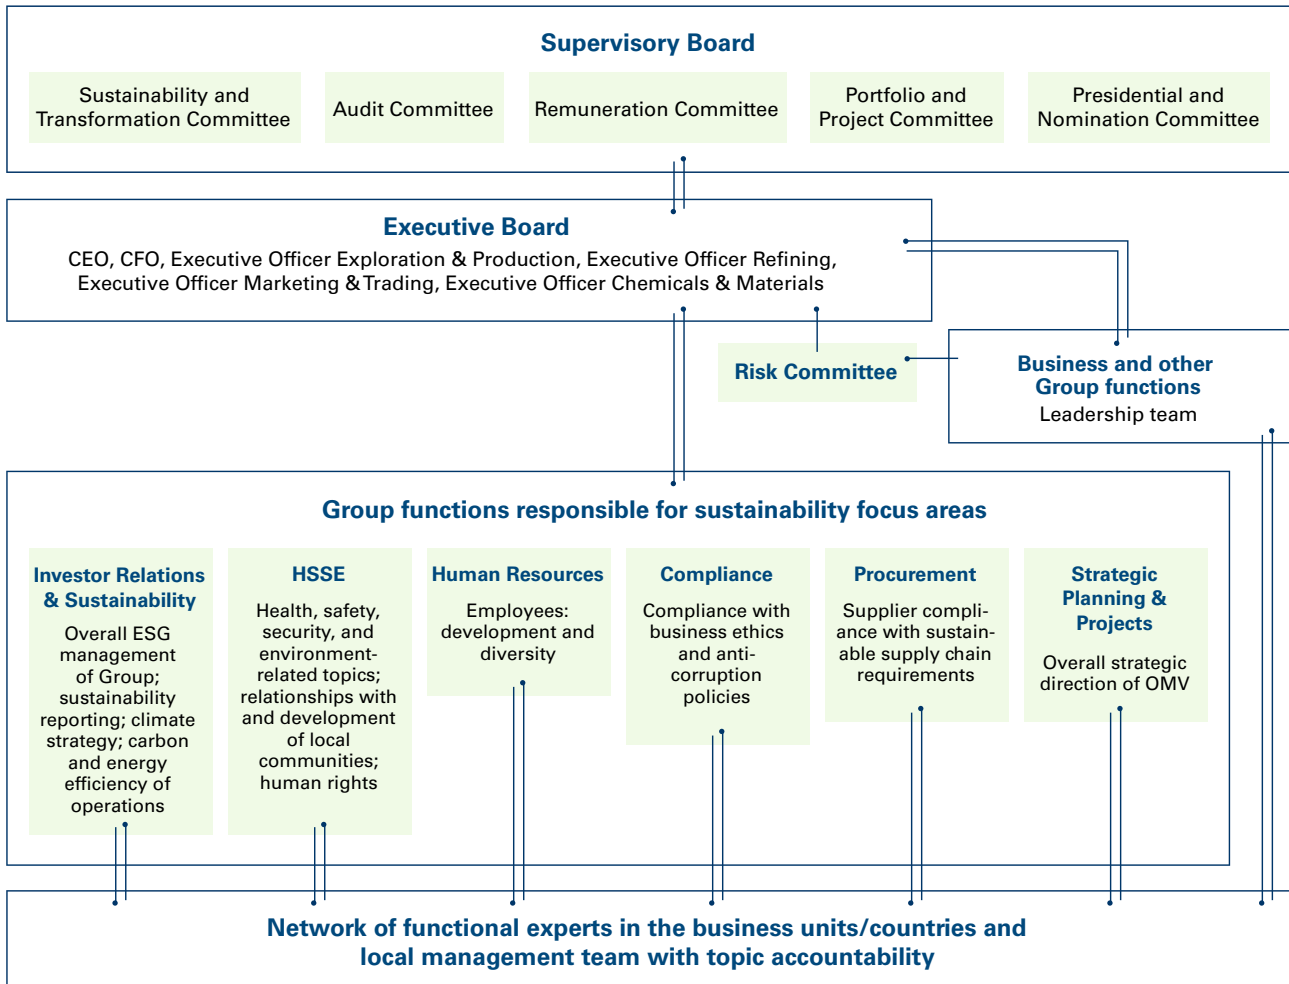 Supervisory Board
Sustainability and
Transformation Committee
Audit Committee
Remuneration Committee
Portfolio and
Project Committee
Presidential and
Nomination Committee
Executive Board
CEO, CFO, Executive Officer Exploration & Production, Executive Officer Refining,
Executive Officer Marketing & Trading, Executive Officer Chemicals & Materials
Risk Committee
Business and other
Group functions
Leadership team
Group functions responsible for sustainability focus areas
Investor Relations
& Sustainability
Overall ESG
management
of Group;
sustainability
reporting; climate
strategy; carbon
and energy
efficiency of
operations
HSSE
Health, safety,
security, and
environment-
related topics;
relationships with
and development
of local
communities;
human rights
Human Resources
Employees:
development and
diversity
Compliance
Compliance with
business ethics
and anti-
corruption
policies
Procurement
Supplier compli-
ance with sustain-
able supply chain
requirements
Strategic
Planning &
Projects
Overall strategic
direction of OMV
Network of functional experts in the business units/countries and
local management team with topic accountability